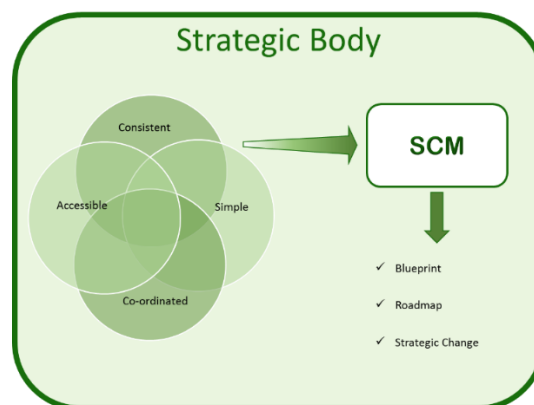 Strategic Body
Consistent
Accessible
Simple
Co-ordinated
SCM
✓ Blueprint
✓ Roadmap
✓ Strategic Change